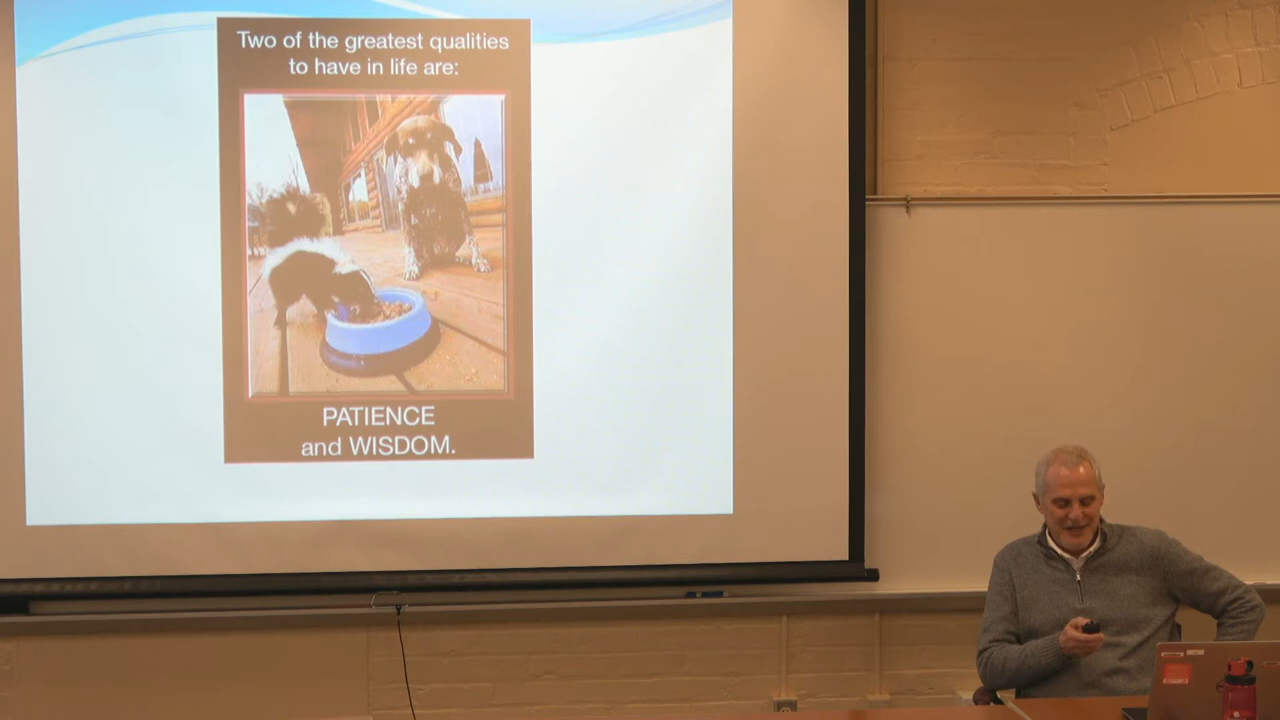 Two of the greatest qualities
to have in life are:
PATIENCE
and WISDOM.